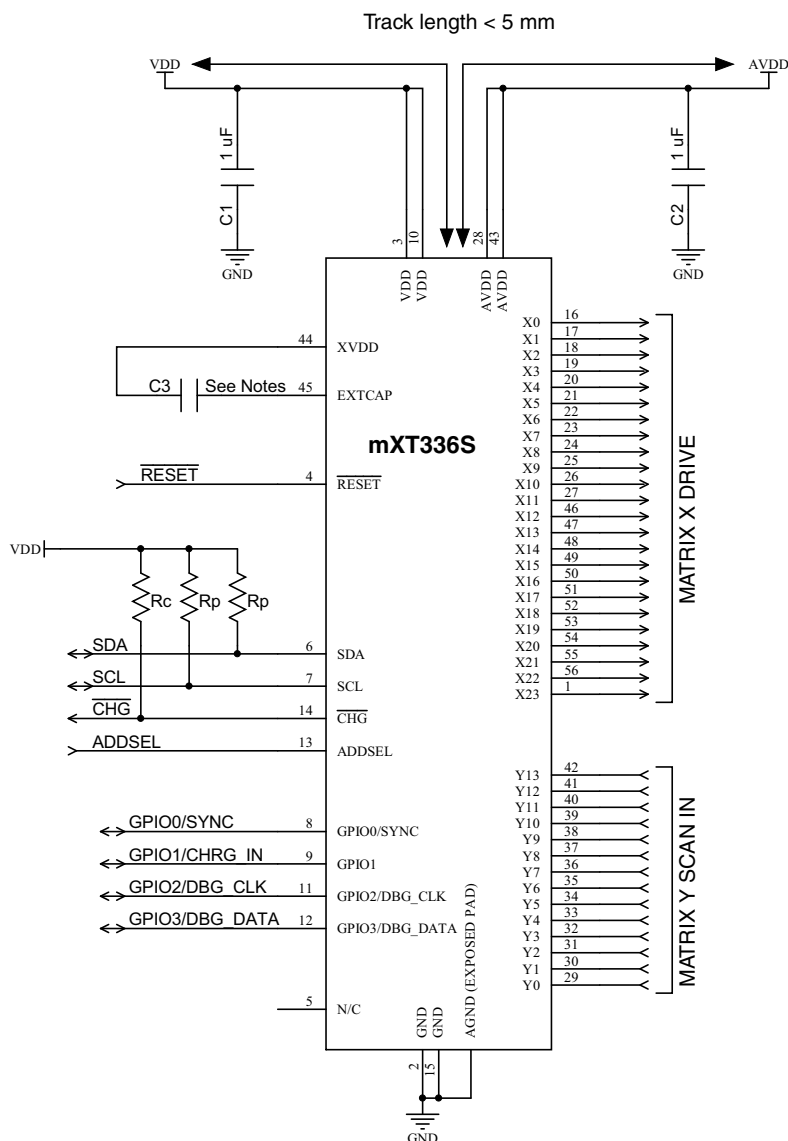 Track length < 5 mm
VDD
AVDD
1 uF
C1
GND
1 uF
C2
GND
3
10
28
43
VDD
VDD
AVDD
AVDD
44
XVDD
C3
See Notes
45
EXTCAP
mXT336S
RESET
4
RESET
VDD
Rc
Rp
Rp
SDA
6
SDA
SCL
7
SCL
CHG
14
CHG
ADDSEL
13
ADDSEL
GPIO0/SYNC
8
GPIO0/SYNC
GPIO1/CHRG_IN
9
GPIO1
GPIO2/DBG_CLK
11
GPIO2/DBG_CLK
GPIO3/DBG_DATA
12
GPIO3/DBG_DATA
5
N/C
X0 16
X1 17
X2 18
X3 19
X4 20
X5 21
X6 22
X7 23
X8 24
X9 25
X10 26
X11 27
X12 46
X13 47
X14 48
X15 49
X16 50
X17 51
X18 52
X19 53
X20 54
X21 55
X22 56
X23 1
MATRIX X DRIVE
Y13 42
Y12 41
Y11 40
Y10 39
Y9 38
Y8 37
Y7 36
Y6 35
Y5 34
Y4 33
Y3 32
Y2 31
Y1 30
Y0 29
MATRIX Y SCAN IN
GND
GND
AGND (EXPOSED PAD)
2
15
GND